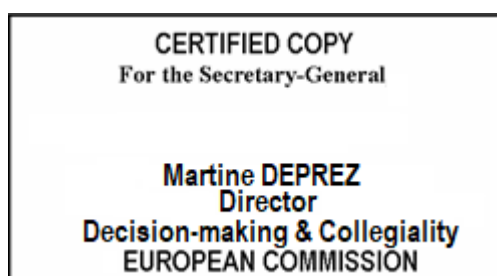 CERTIFIED COPY
For the Secretary-General
Martine DEPREZ
Director
Decision-making & Collegiality
EUROPEAN COMMISSION